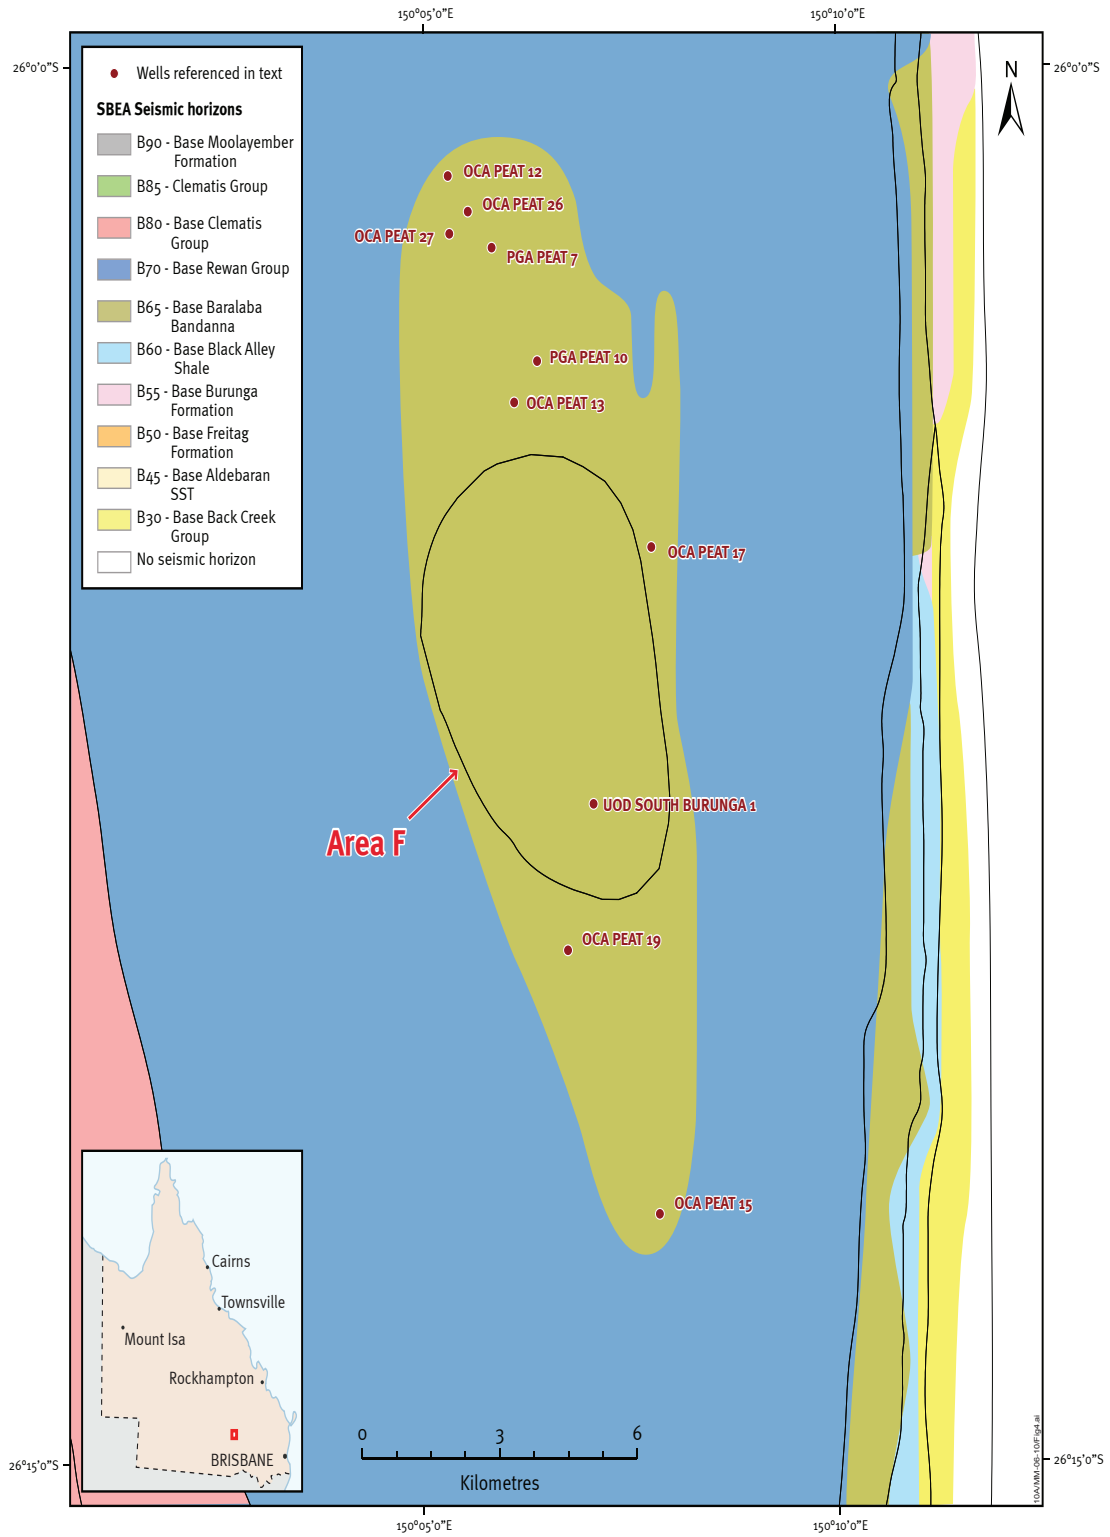 150°05'0"E
150°10'0"E
26°0'0"S
26°0'0"S
Wells referenced in text
SBEA Seismic horizons
B90 - Base Moolayember
Formation
B85 - Clematis Group
B80 - Base Clematis
Group
B70 - Base Rewan Group
B65 - Base Baralaba
Bandanna
B60 - Base Black Alley
Shale
B55 - Base Burunga
Formation
B50 - Base Freitag
Formation
B45 - Base Aldebaran
SST
B30 - Base Back Creek
Group
No seismic horizon
N
OCA PEAT 12
OCA PEAT 26
OCA PEAT 27
PGA PEAT 7
PGA PEAT 10
OCA PEAT 13
OCA PEAT 17
UOD SOUTH BURUNGA 1
Area F
OCA PEAT 19
OCA PEAT 15
Cairns
Townsville
Mount Isa
Rockhampton
BRISBANE
0
3
6
Kilometres
10A/MM-06-10/Fig4.ai
26°15'0"S
26°15'0"S
150°05'0"E
150°10'0"E